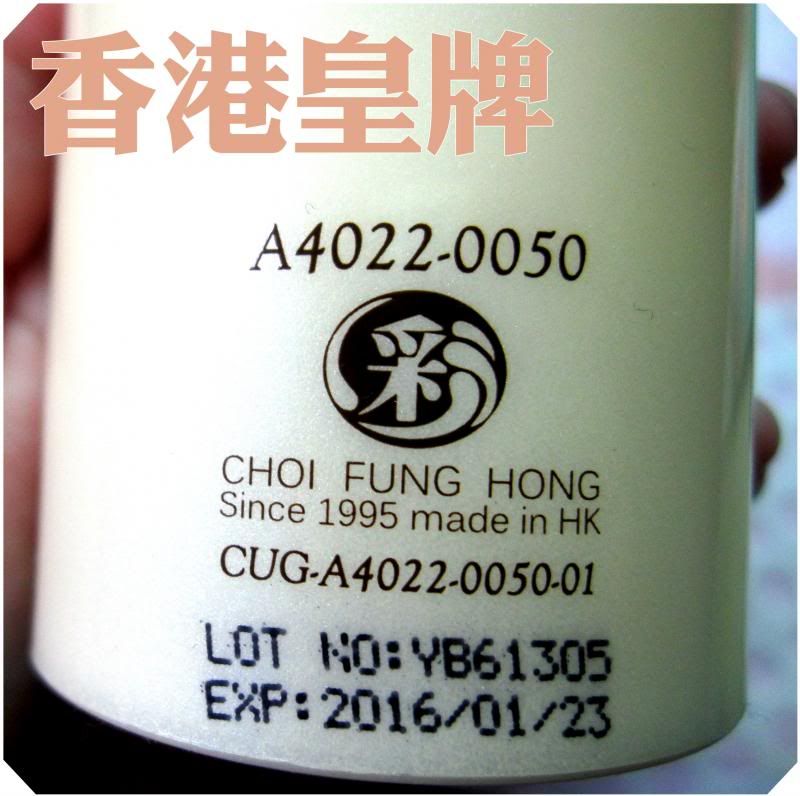 香港皇牌
A4022-0050
彩
CHOI FUNG HONG
Since 1995 made in HK
CUG-A4022-0050-01
LOT NO:YB61305
EXP:2016/01/23